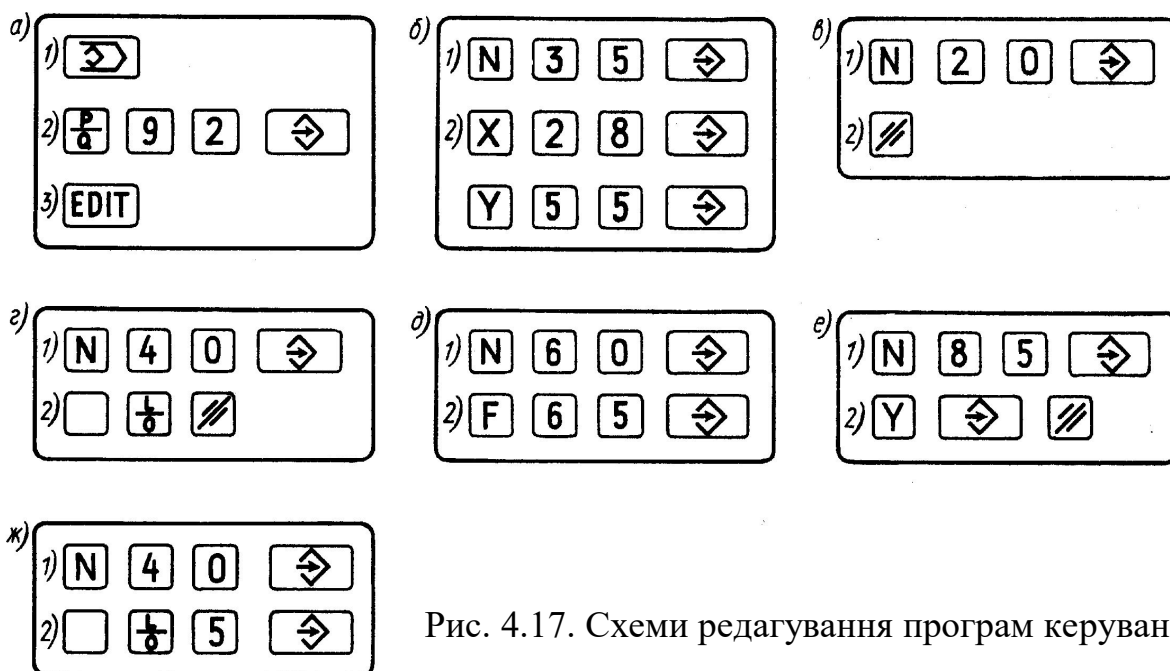 а)
1)
2) P/Q 9 2
3) EDIT
б)
1) N 3 5
2) X 2 8
Y 5 5
в)
1) N 2 0
2)
г)
1) N 4 0
2) L/O
д)
1) N 6 0
2) F 6 5
е)
1) N 8 5
2) Y
ж)
1) N 4 0
2) L/O 5
Рис. 4.17. Схеми редагування програм керуван